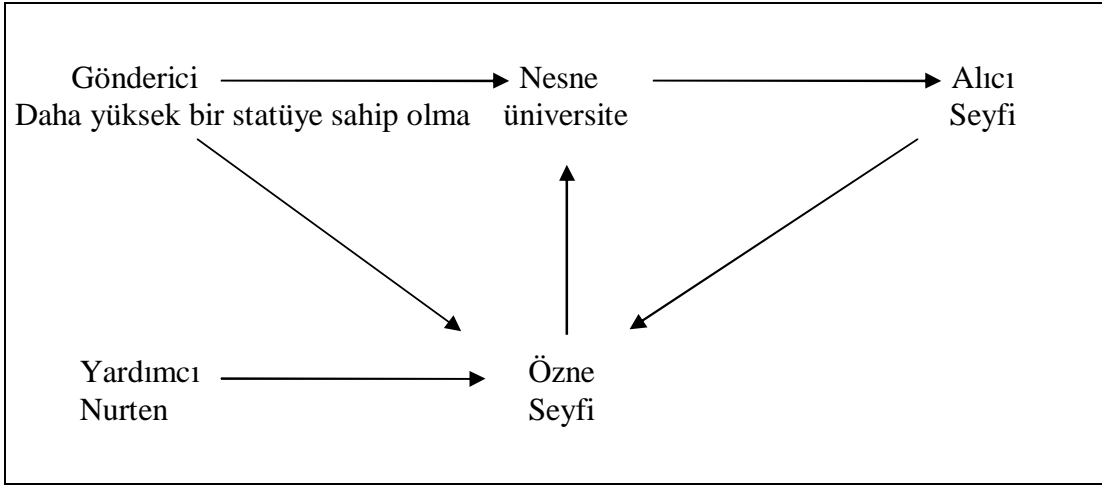 Gönderici Nesne Alıcı
Daha yüksek bir statüye sahip olma üniversite Seyfi
Yardımcı Özne
Nurten Seyfi